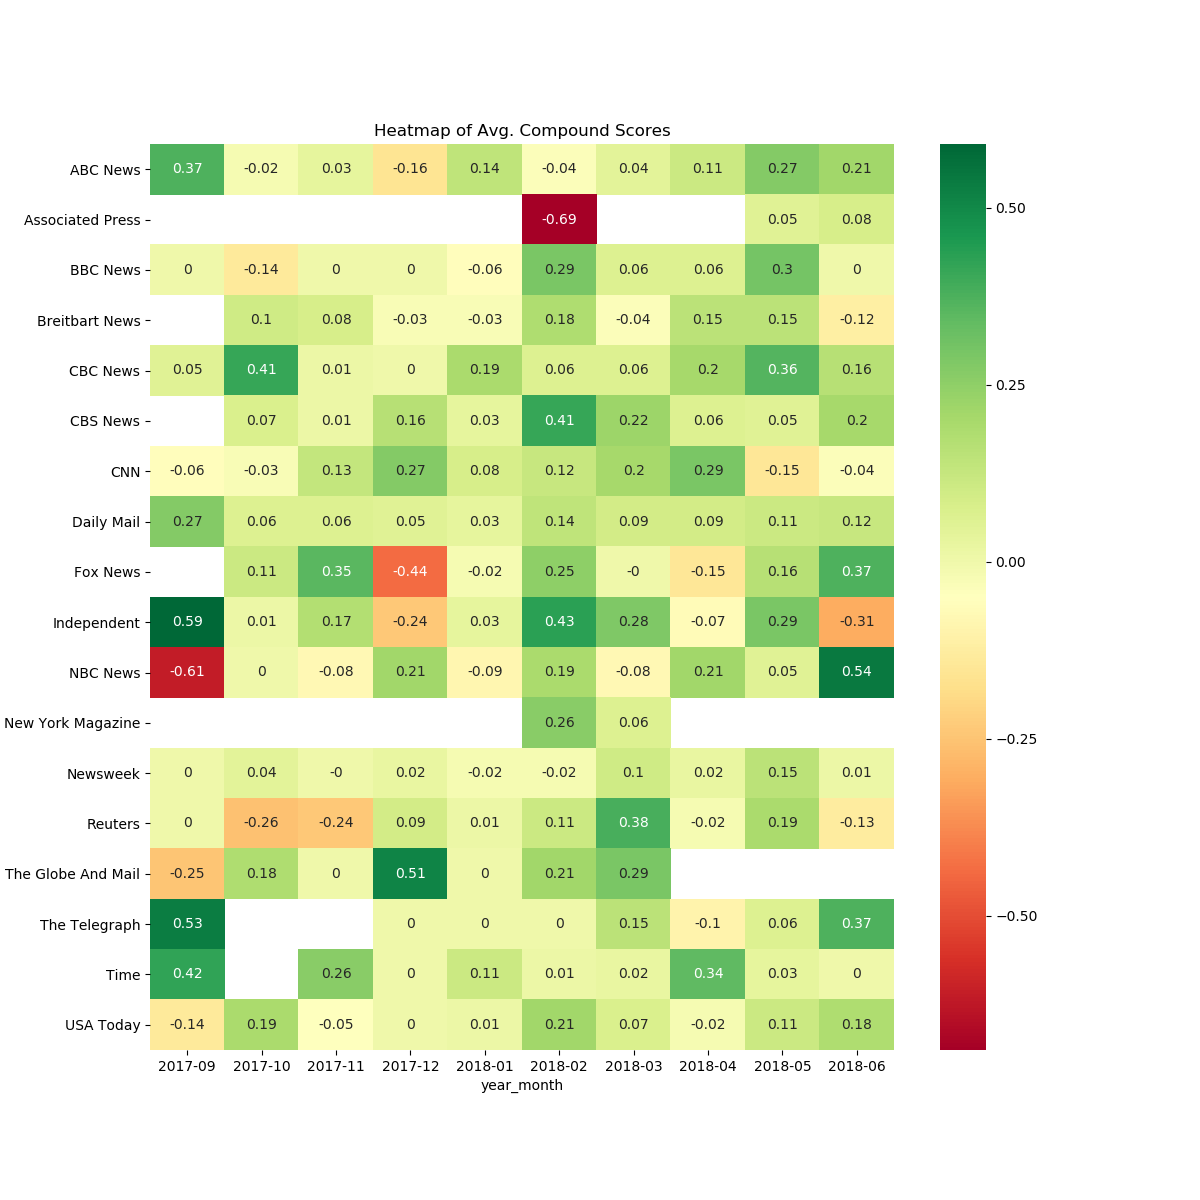 Heatmap of Avg. Compound Scores
ABC News 0.37 -0.02 0.03 -0.16 0.14 -0.04 0.04 0.11 0.27 0.21
Associated Press -0.69 0.05 0.08
BBC News 0 -0.14 0 0 -0.06 0.29 0.06 0.06 0.3 0
Breitbart News 0.1 0.08 -0.03 -0.03 0.18 -0.04 0.15 0.15 -0.12
CBC News 0.05 0.41 0.01 0 0.19 0.06 0.06 0.2 0.36 0.16
CBS News 0.07 0.01 0.16 0.03 0.41 0.22 0.06 0.05 0.2
CNN -0.06 -0.03 0.13 0.27 0.08 0.12 0.2 0.29 -0.15 -0.04
Daily Mail 0.27 0.06 0.06 0.05 0.03 0.14 0.09 0.09 0.11 0.12
Fox News 0.11 0.35 -0.44 -0.02 0.25 -0 -0.15 0.16 0.37
Independent 0.59 0.01 0.17 -0.24 0.03 0.43 0.28 -0.07 0.29 -0.31
NBC News -0.61 0 -0.08 0.21 -0.09 0.19 -0.08 0.21 0.05 0.54
New York Magazine 0.26 0.06
Newsweek 0 0.04 -0 0.02 -0.02 -0.02 0.1 0.02 0.15 0.01
Reuters 0 -0.26 -0.24 0.09 0.01 0.11 0.38 -0.02 0.19 -0.13
The Globe And Mail -0.25 0.18 0 0.51 0 0.21 0.29
The Telegraph 0.53 0 0 0 0.15 -0.1 0.06 0.37
Time 0.42 0.26 0 0.11 0.01 0.02 0.34 0.03 0
USA Today -0.14 0.19 -0.05 0 0.01 0.21 0.07 -0.02 0.11 0.18
2017-09 2017-10 2017-11 2017-12 2018-01 2018-02 2018-03 2018-04 2018-05 2018-06
year_month
0.50
0.25
0.00
−0.25
−0.50